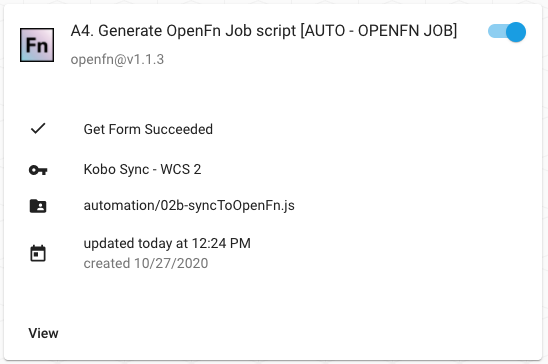 A4. Generate OpenFn Job script [AUTO - OPENFN JOB]
Fn
openfn@v1.1.3
Get Form Succeeded
Kobo Sync - WCS 2
automation/02b-syncToOpenFn.js
updated today at 12:24 PM
created 10/27/2020
View